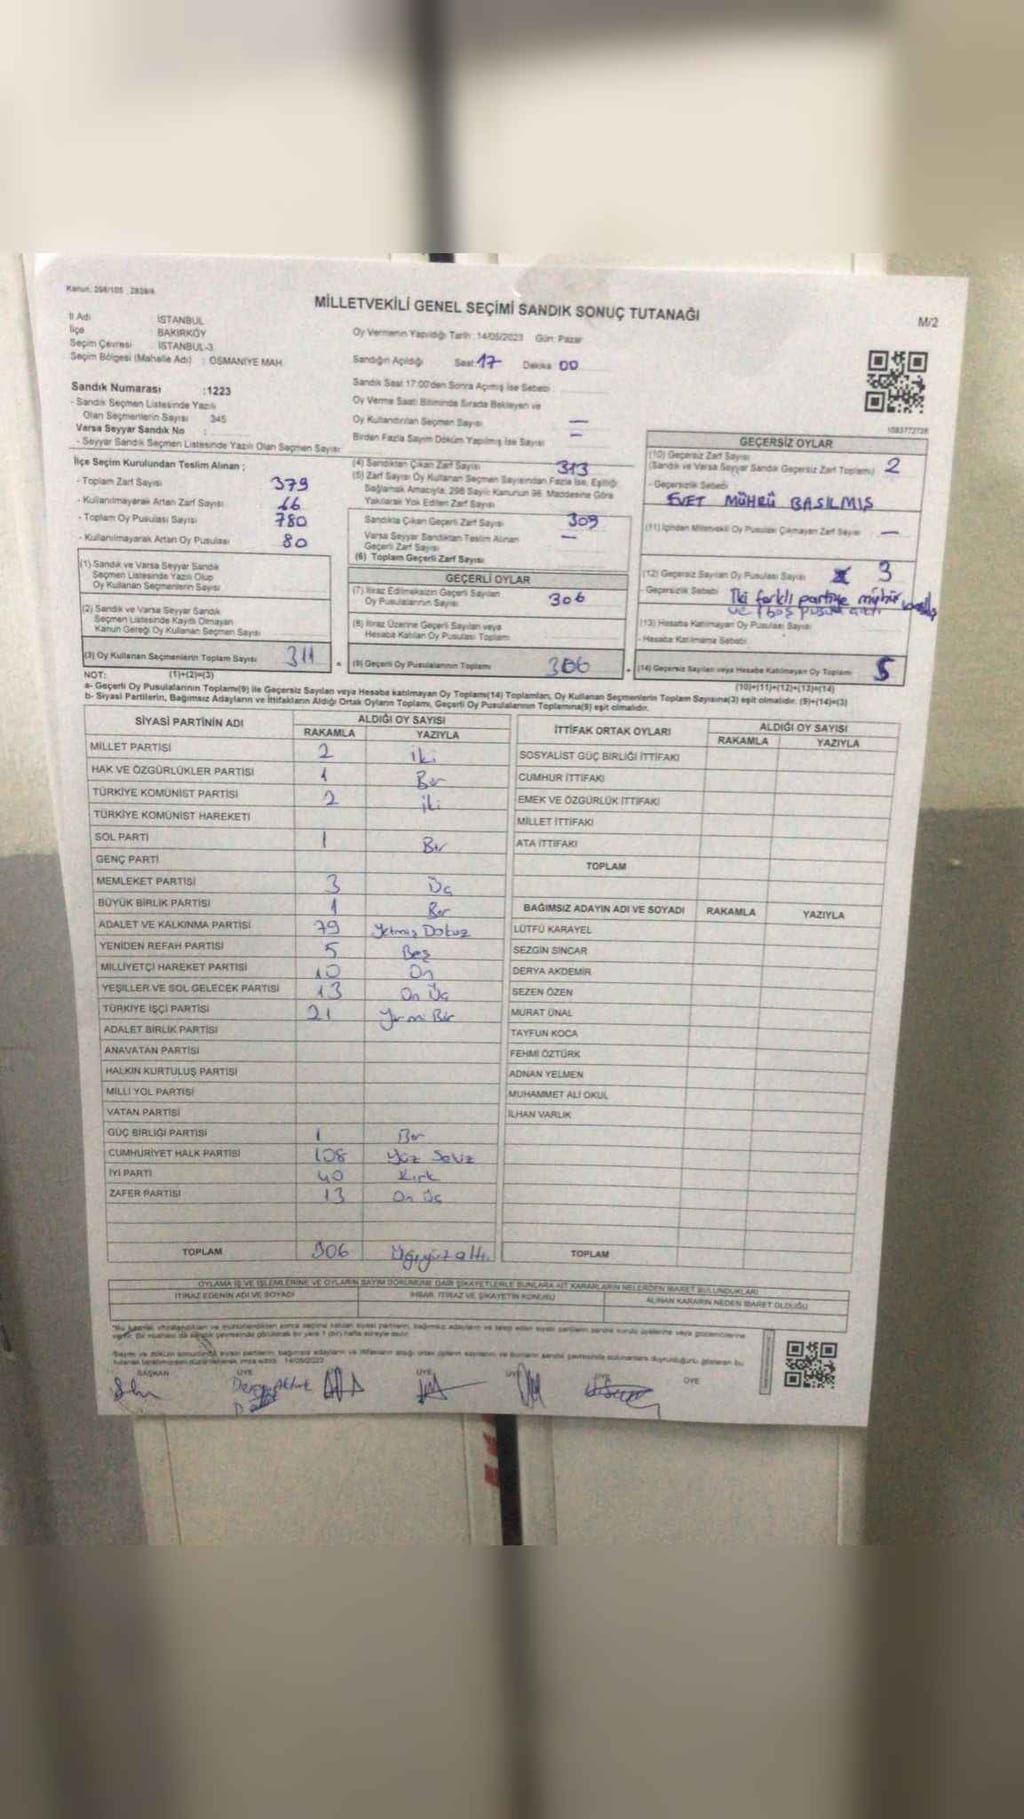 Kanun: 298/105 2839/4
MİLLETVEKİLİ GENEL SEÇİMİ SANDIK SONUÇ TUTANAĞI
M/2
İl Adı : İSTANBUL
İlçe : BAKIRKÖY
Seçim Çevresi : İSTANBUL-3
Seçim Bölgesi (Mahalle Adı) : OSMANİYE MAH.
Oy Vermenin Yapıldığı Tarih : 14/05/2023 Gün: Pazar
Sandığın Açıldığı Saat 17 Dakika 00
Sandık Saat 17:00'den Sonra Açılmış İse Sebebi
Oy Verme Saati Bitiminde Sırada Bekleyen ve
Oy Kullandırılan Seçmen Sayısı —
Birden Fazla Sayım Döküm Yapılmış İse Sayısı —
Sandık Numarası :1223
- Sandık Seçmen Listesinde Yazılı
Olan Seçmenlerin Sayısı 345
Varsa Seyyar Sandık No :
- Seyyar Sandık Seçmen Listesinde Yazılı Olan Seçmen Sayısı
İlçe Seçim Kurulundan Teslim Alınan ;
- Toplam Zarf Sayısı 379
- Kullanılmayarak Artan Zarf Sayısı 66
- Toplam Oy Pusulası Sayısı 780
- Kullanılmayarak Artan Oy Pusulası 80
(1) Sandık ve Varsa Seyyar Sandık
Seçmen Listesinde Yazılı Olup
Oy Kullanan Seçmenlerin Sayısı
(2) Sandık ve Varsa Seyyar Sandık
Seçmen Listesinde Kayıtlı Olmayan
Kanun Gereği Oy Kullanan Seçmen Sayısı
(3) Oy Kullanan Seçmenlerin Toplam Sayısı 311
(4) Sandıktan Çıkan Zarf Sayısı 313
(5) Zarf Sayısı Oy Kullanan Seçmen Sayısından Fazla İse, Eşitliği
Sağlamak Amacıyla, 298 Sayılı Kanunun 98. Maddesine Göre
Yakılarak Yok Edilen Zarf Sayısı
Sandıkta Çıkan Geçerli Zarf Sayısı 309
Varsa Seyyar Sandıktan Teslim Alınan
Geçerli Zarf Sayısı —
(6) Toplam Geçerli Zarf Sayısı
GEÇERLİ OYLAR
(7) İtiraz Edilmeksizin Geçerli Sayılan
Oy Pusulalarının Sayısı 306
(8) İtiraz Üzerine Geçerli Sayılan veya
Hesaba Katılan Oy Pusulası Toplamı
(9) Geçerli Oy Pusulalarının Toplamı 306
1083772728
GEÇERSİZ OYLAR
(10) Geçersiz Zarf Sayısı
(Sandık ve Varsa Seyyar Sandık Geçersiz Zarf Toplamı) 2
- Geçersizlik Sebebi
EVET MÜHRÜ BASILMIŞ
(11) İçinden Milletvekili Oy Pusulası Çıkmayan Zarf Sayısı —
(12) Geçersiz Sayılan Oy Pusulası Sayısı 3
- Geçersizlik Sebebi İki farklı partiye mühür
(13) Hesaba Katılmayan Oy Pusulası Sayısı
- Hesaba Katılmama Sebebi
(14) Geçersiz Sayılan veya Hesaba Katılmayan Oy Toplamı 5
NOT: (1)+(2)=(3) (10)+(11)+(12)+(13)=(14)
a- Geçerli Oy Pusulalarının Toplamı(9) ile Geçersiz Sayılan veya Hesaba katılmayan Oy Toplamı(14) Toplamları, Oy Kullanan Seçmenlerin Toplam Sayısına(3) eşit olmalıdır. (9)+(14)=(3)
b- Siyasi Partilerin, Bağımsız Adayların ve İttifakların Aldığı Ortak Oyların Toplamı, Geçerli Oy Pusulalarının Toplamına(9) eşit olmalıdır.
SİYASİ PARTİNİN ADI ALDIĞI OY SAYISI
RAKAMLA YAZIYLA
MİLLET PARTİSİ 2 iki
HAK VE ÖZGÜRLÜKLER PARTİSİ 1 Bir
TÜRKİYE KOMÜNİST PARTİSİ 2 iki
TÜRKİYE KOMÜNİST HAREKETİ
SOL PARTİ 1 Bir
GENÇ PARTİ
MEMLEKET PARTİSİ 3 Üç
BÜYÜK BİRLİK PARTİSİ 1 Bir
ADALET VE KALKINMA PARTİSİ 79 Yetmiş Dokuz
YENİDEN REFAH PARTİSİ 5 Beş
MİLLİYETÇİ HAREKET PARTİSİ 10 On
YEŞİLLER VE SOL GELECEK PARTİSİ 13 On Üç
TÜRKİYE İŞÇİ PARTİSİ 21 Yirmi Bir
ADALET BİRLİK PARTİSİ
ANAVATAN PARTİSİ
HALKIN KURTULUŞ PARTİSİ
MİLLİ YOL PARTİSİ
VATAN PARTİSİ
GÜÇ BİRLİĞİ PARTİSİ 1 Bir
CUMHURİYET HALK PARTİSİ 108 Yüz Sekiz
İYİ PARTİ 40 Kırk
ZAFER PARTİSİ 13 On üç
TOPLAM 306 Üçyüz altı
İTTİFAK ORTAK OYLARI ALDIĞI OY SAYISI
RAKAMLA YAZIYLA
SOSYALİST GÜÇ BİRLİĞİ İTTİFAKI
CUMHUR İTTİFAKI
EMEK VE ÖZGÜRLÜK İTTİFAKI
MİLLET İTTİFAKI
ATA İTTİFAKI
TOPLAM
BAĞIMSIZ ADAYIN ADI VE SOYADI RAKAMLA YAZIYLA
LÜTFÜ KARAYEL
SEZGİN SİNCAR
DERYA AKDEMİR
SEZEN ÖZEN
MURAT ÜNAL
TAYFUN KOCA
FEHMİ ÖZTÜRK
ADNAN YELMEN
MUHAMMET ALİ OKUL
İLHAN VARLIK
TOPLAM
OYLAMA İŞ VE İŞLEMLERİNE VE OYLARIN SAYIM DÖKÜMÜNE DAİR ŞİKAYETLERLE BUNLARA AİT KARARLARIN NELERDEN İBARET BULUNDUKLARI
İTİRAZ EDENİN ADI VE SOYADI İHBAR, İTİRAZ VE ŞİKAYETİN KONUSU ALINAN KARARIN NEDEN İBARET OLDUĞU
BAŞKAN ÜYE ÜYE ÜYE ÜYE